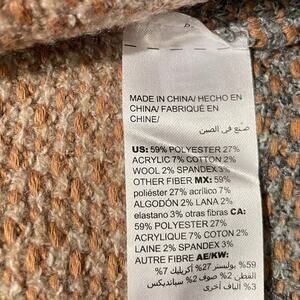 MADE IN CHINA/ HECHO EN
CHINA/ FABRIQUÉ EN
CHINE/
صنع في الصين
US: 59% POLYESTER 27%
ACRYLIC 7% COTTON 2%
WOOL 2% SPANDEX 3%
OTHER FIBER MX: 59%
poliéster 27% acrílico 7%
ALGODÓN 2% LANA 2%
elastano 3% otras fibras CA:
59% POLYESTER 27%
ACRYLIQUE 7% COTON
LAINE 2% SPANDEX 3%
AUTRE FIBRE AE/KW:
59% بوليستر 27% أكريليك 7%
القطن 2% صوف 2% سبانديكس
3% ألياف أخرى